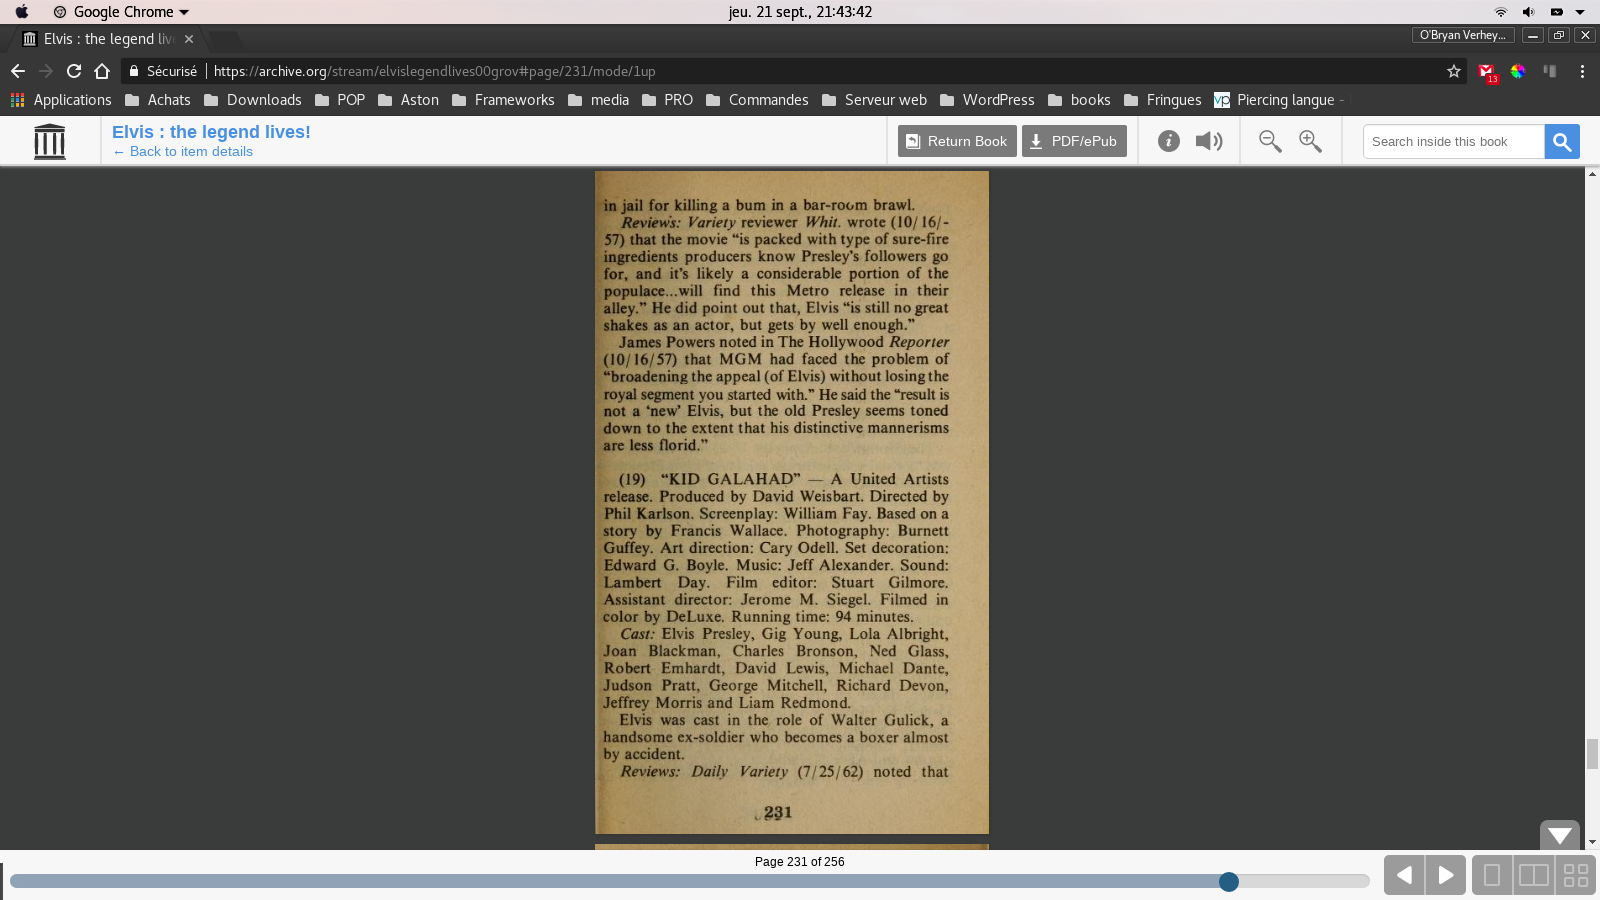 Google Chrome
jeu. 21 sept., 21:43:42
Elvis : the legend live
O'Bryan Verhey...
Sécurisé
https://archive.org/stream/elvislegendlives00grov#page/231/mode/1up
13
Applications
Achats
Downloads
POP
Aston
Frameworks
media
PRO
Commandes
Serveur web
WordPress
books
Fringues
vp
Piercing langue -
Elvis : the legend lives!
← Back to item details
Return Book
PDF/ePub
Search inside this book
in jail for killing a bum in a bar-room brawl.
Reviews: Variety reviewer Whit. wrote (10/16/-
57) that the movie “is packed with type of sure-fire
ingredients producers know Presley’s followers go
for, and it’s likely a considerable portion of the
populace...will find this Metro release in their
alley.” He did point out that, Elvis “is still no great
shakes as an actor, but gets by well enough.”
James Powers noted in The Hollywood Reporter
(10/16/57) that MGM had faced the problem of
“broadening the appeal (of Elvis) without losing the
royal segment you started with.” He said the “result is
not a ‘new’ Elvis, but the old Presley seems toned
down to the extent that his distinctive mannerisms
are less florid.”
(19) “KID GALAHAD” — A United Artists
release. Produced by David Weisbart. Directed by
Phil Karlson. Screenplay: William Fay. Based on a
story by Francis Wallace. Photography: Burnett
Guffey. Art direction: Cary Odell. Set decoration:
Edward G. Boyle. Music: Jeff Alexander. Sound:
Lambert Day. Film editor: Stuart Gilmore.
Assistant director: Jerome M. Siegel. Filmed in
color by DeLuxe. Running time: 94 minutes.
Cast: Elvis Presley, Gig Young, Lola Albright,
Joan Blackman, Charles Bronson, Ned Glass,
Robert Emhardt, David Lewis, Michael Dante,
Judson Pratt, George Mitchell, Richard Devon,
Jeffrey Morris and Liam Redmond.
Elvis was cast in the role of Walter Gulick, a
handsome ex-soldier who becomes a boxer almost
by accident.
Reviews: Daily Variety (7/25/62) noted that
231
Page 231 of 256